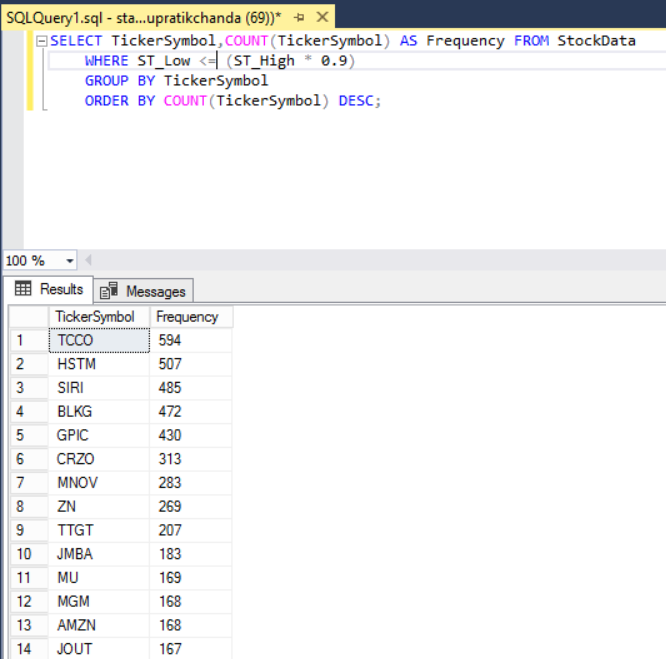 SQLQuery1.sql - sta...upratikchanda (69))*
SELECT TickerSymbol,COUNT(TickerSymbol) AS Frequency FROM StockData
WHERE ST_Low <= (ST_High * 0.9)
GROUP BY TickerSymbol
ORDER BY COUNT(TickerSymbol) DESC;
100 %
Results Messages
TickerSymbol Frequency
1 TCCO 594
2 HSTM 507
3 SIRI 485
4 BLKG 472
5 GPIC 430
6 CRZO 313
7 MNOV 283
8 ZN 269
9 TTGT 207
10 JMBA 183
11 MU 169
12 MGM 168
13 AMZN 168
14 JOUT 167